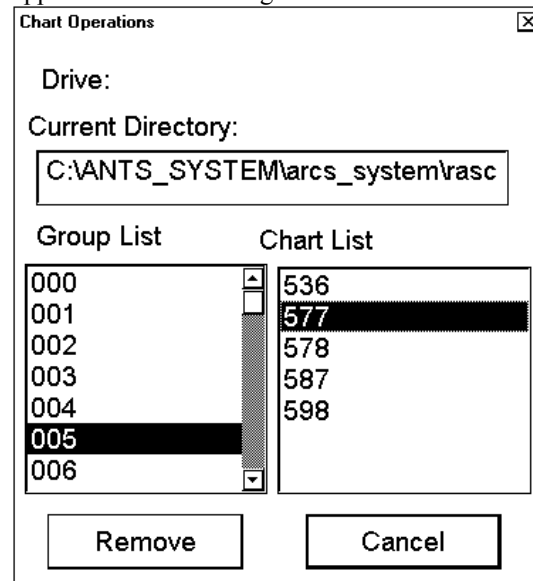 Chart Operations
Drive:
Current Directory:
C:\ANTS_SYSTEM\arcs_system\rasc
Group List
Chart List
000
001
002
003
004
005
006
536
577
578
587
598
Remove
Cancel